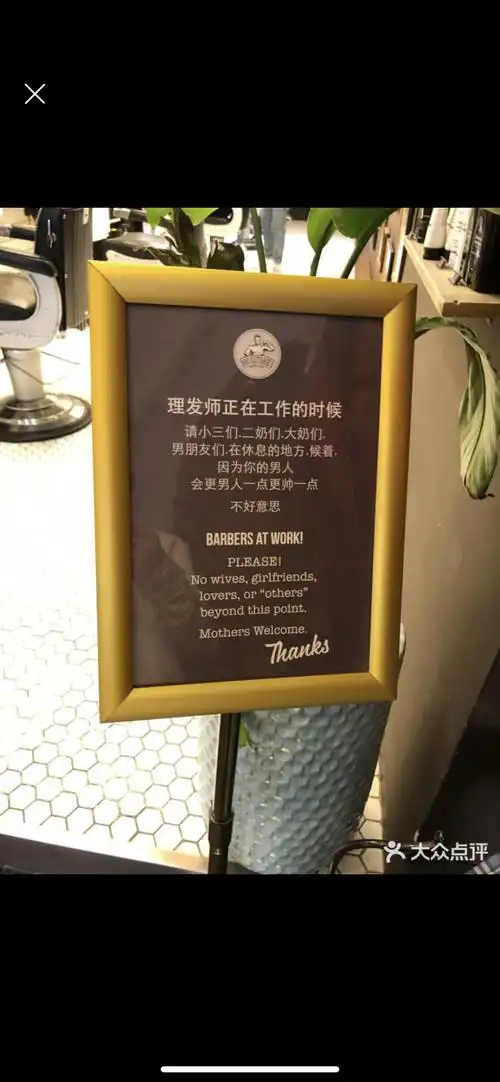 理发师正在工作的时候
请小三们.二奶们.大奶们.
男朋友们.在休息的地方.候着.
因为你的男人
会更男人一点更帅一点
不好意思
BARBERS AT WORK!
PLEASE!
No wives, girlfriends,
lovers, or “others”
beyond this point.
Mothers Welcome.
Thanks
大众点评